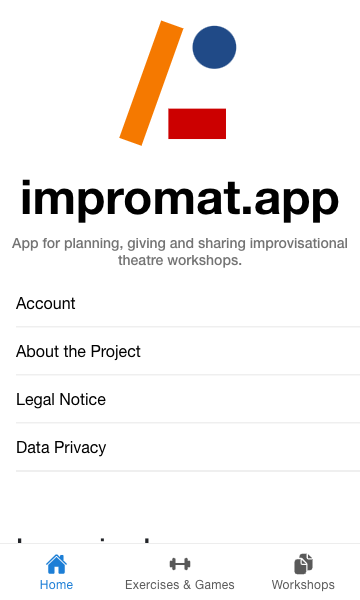 impromat.app
App for planning, giving and sharing improvisational
theatre workshops.
Account
About the Project
Legal Notice
Data Privacy
Home
Exercises & Games
Workshops